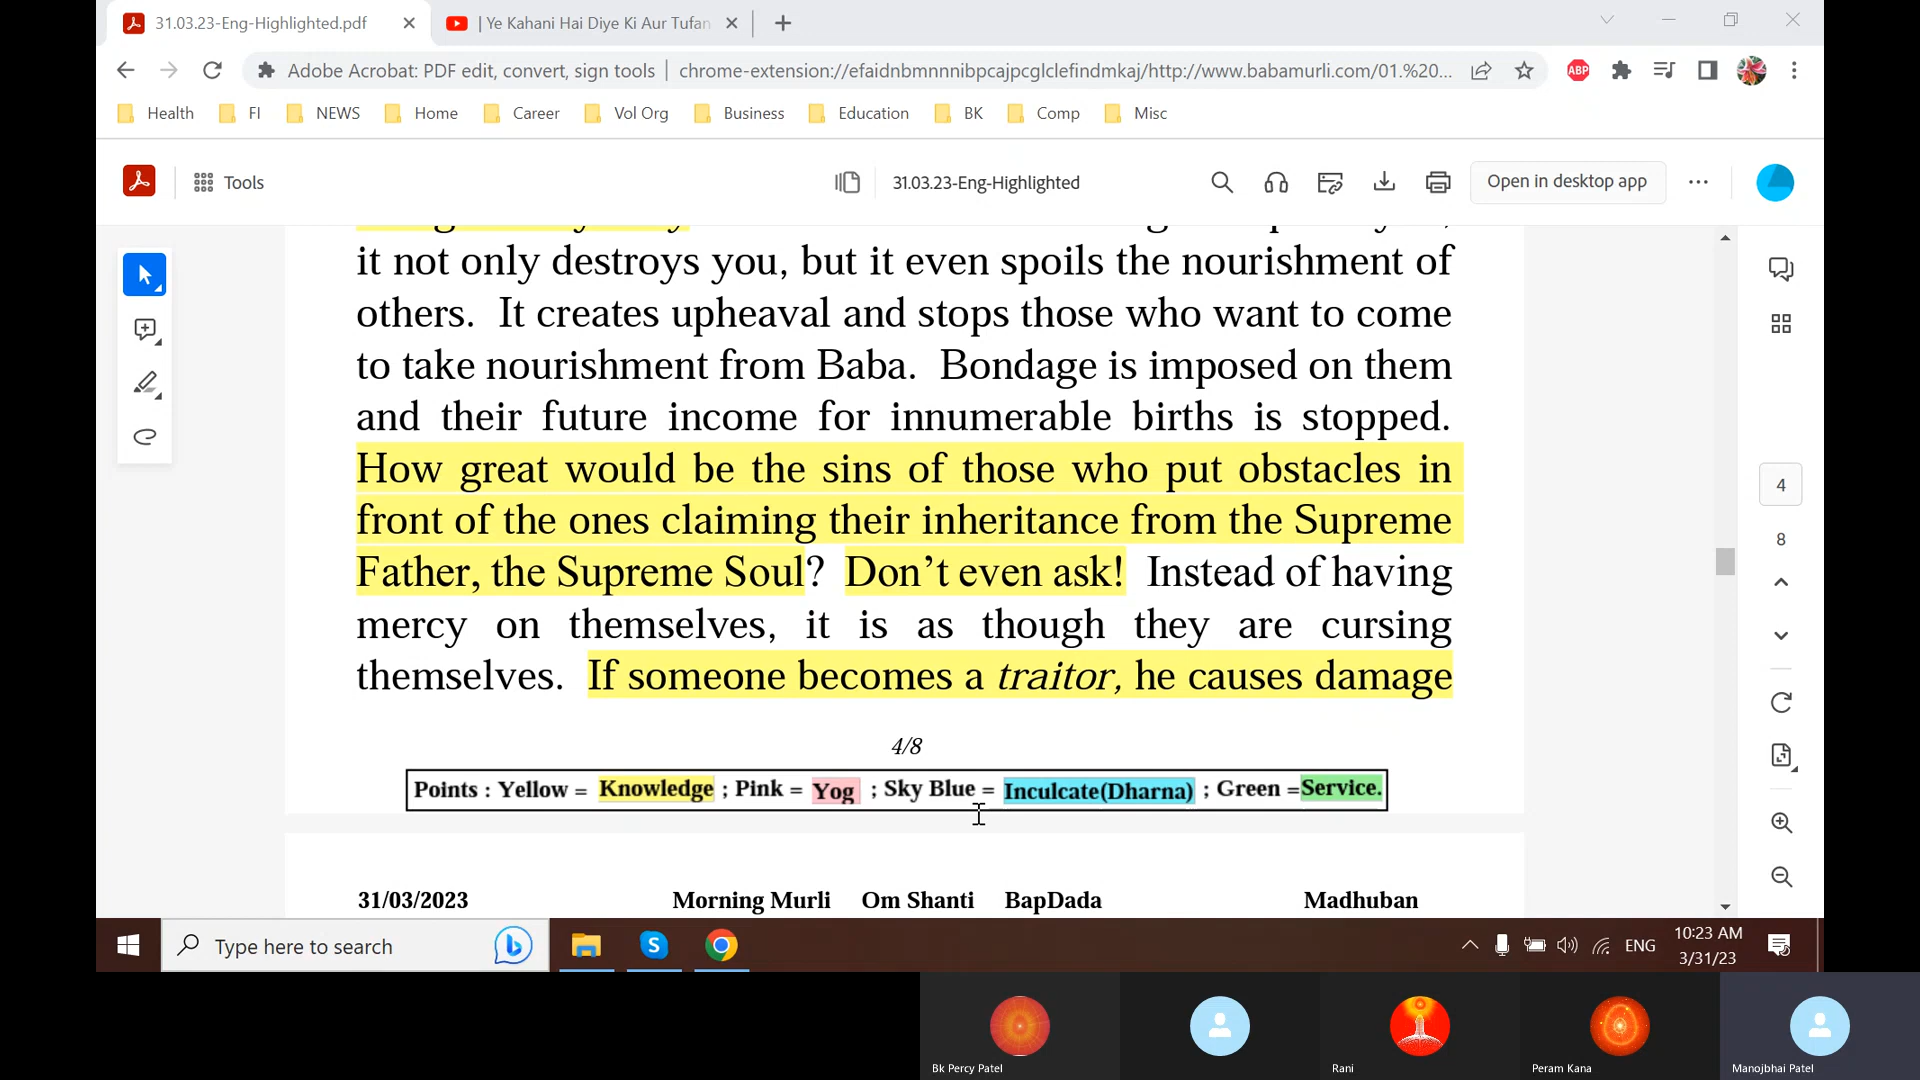 31.03.23-Eng-Highlighted.pdf
| Ye Kahani Hai Diye Ki Aur Tufan
Adobe Acrobat: PDF edit, convert, sign tools
chrome-extension://efaidnbmnnnibpcajpcglclefindmkaj/http://www.babamurli.com/01.%20...
ABP
Health
FI
NEWS
Home
Career
Vol Org
Business
Education
BK
Comp
Misc
Tools
31.03.23-Eng-Highlighted
Open in desktop app
it not only destroys you, but it even spoils the nourishment of
others. It creates upheaval and stops those who want to come
to take nourishment from Baba. Bondage is imposed on them
and their future income for innumerable births is stopped.
How great would be the sins of those who put obstacles in
front of the ones claiming their inheritance from the Supreme
Father, the Supreme Soul? Don’t even ask! Instead of having
mercy on themselves, it is as though they are cursing
themselves. If someone becomes a traitor, he causes damage
4/8
Points : Yellow = Knowledge ; Pink = Yog ; Sky Blue = Inculcate(Dharna) ; Green =Service.
31/03/2023 Morning Murli Om Shanti BapDada Madhuban
4
8
Type here to search
ENG
10:23 AM
3/31/23
Bk Percy Patel
Rani
Peram Kana
Manojbhai Patel